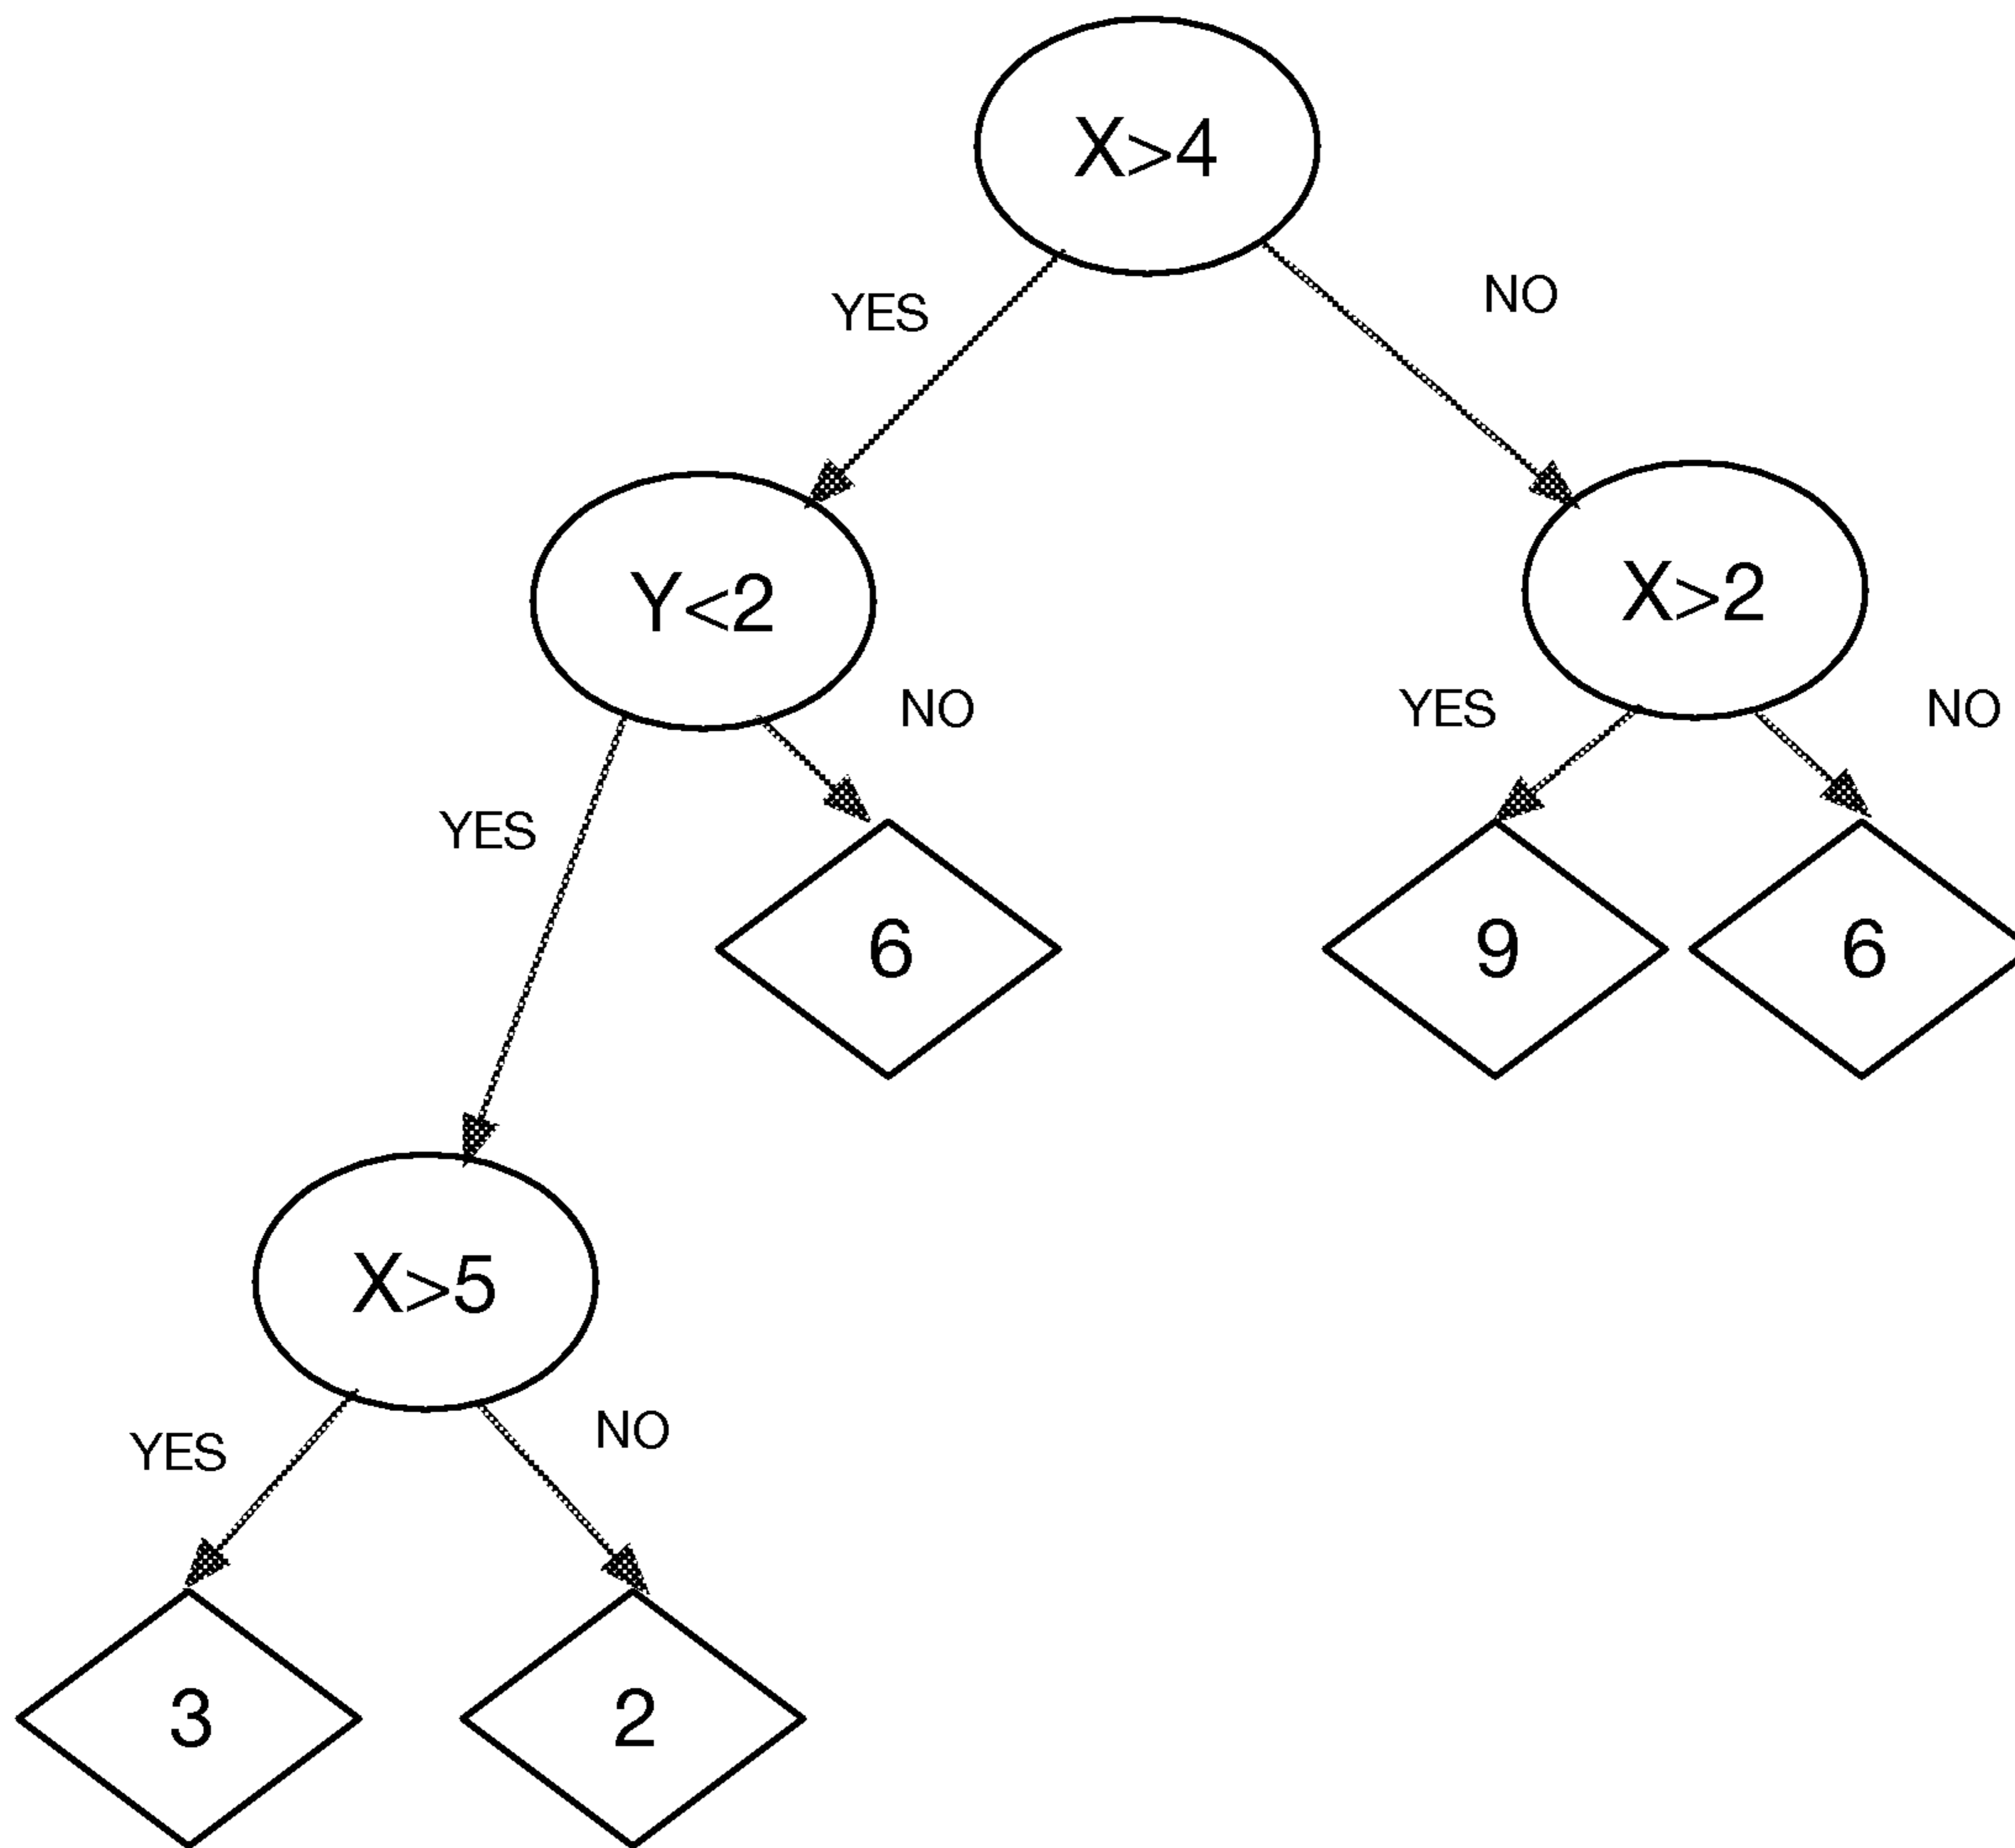 X>4
YES
NO
Y<2
X>2
NO
YES
NO
YES
6
9
6
X>5
YES
NO
3
2